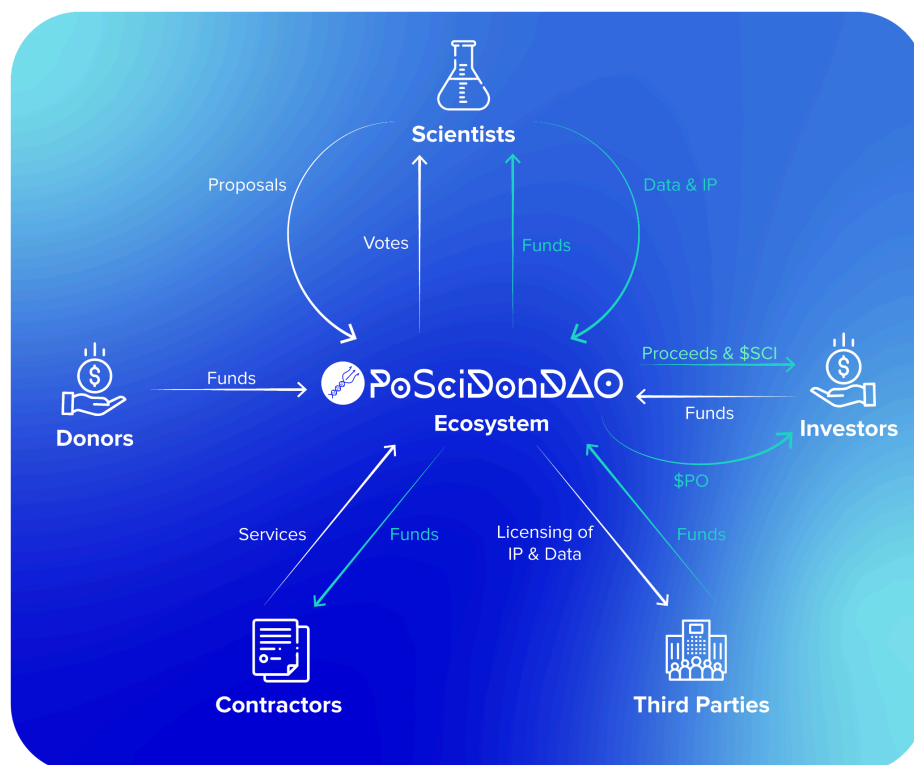 Scientists
Proposals
Data & IP
Votes
Funds
Proceeds & $SCI
Funds
PoSciDonDAO
Funds
Donors
Ecosystem
Investors
$PO
Services
Funds
Licensing of
IP & Data
Funds
Contractors
Third Parties